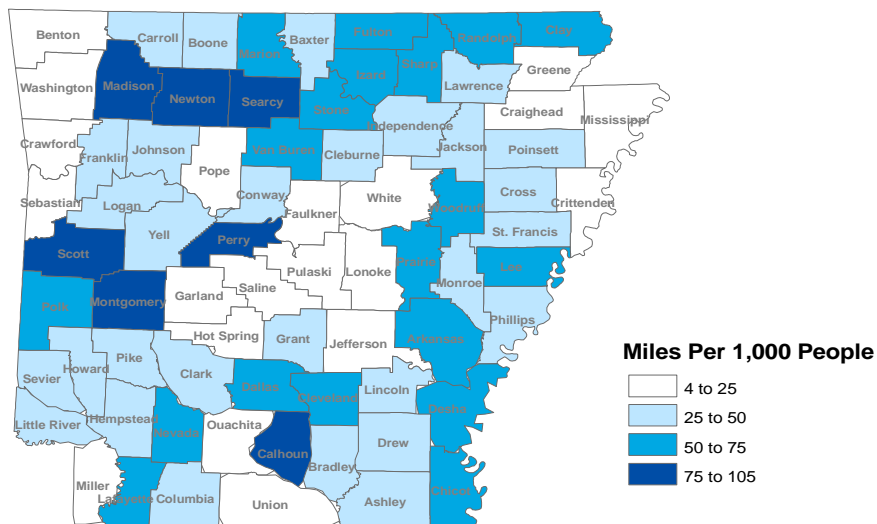 Benton
Carroll
Boone
Marion
Baxter
Fulton
Randolph
Clay
Washington
Madison
Newton
Searcy
Izard
Sharp
Lawrence
Greene
Stone
Independence
Craighead
Mississippi
Crawford
Franklin
Johnson
Pope
Van Buren
Cleburne
Jackson
Poinsett
Sebastian
Logan
Conway
Faulkner
White
Woodruff
Cross
Crittenden
Scott
Yell
Perry
Pulaski
Lonoke
Prairie
St. Francis
Lee
Monroe
Polk
Montgomery
Garland
Saline
Hot Spring
Grant
Jefferson
Arkansas
Phillips
Sevier
Howard
Pike
Clark
Dallas
Cleveland
Lincoln
Desha
Little River
Hempstead
Nevada
Ouachita
Calhoun
Bradley
Drew
Miller
Lafayette
Columbia
Union
Ashley
Chicot
Miles Per 1,000 People
4 to 25
25 to 50
50 to 75
75 to 105